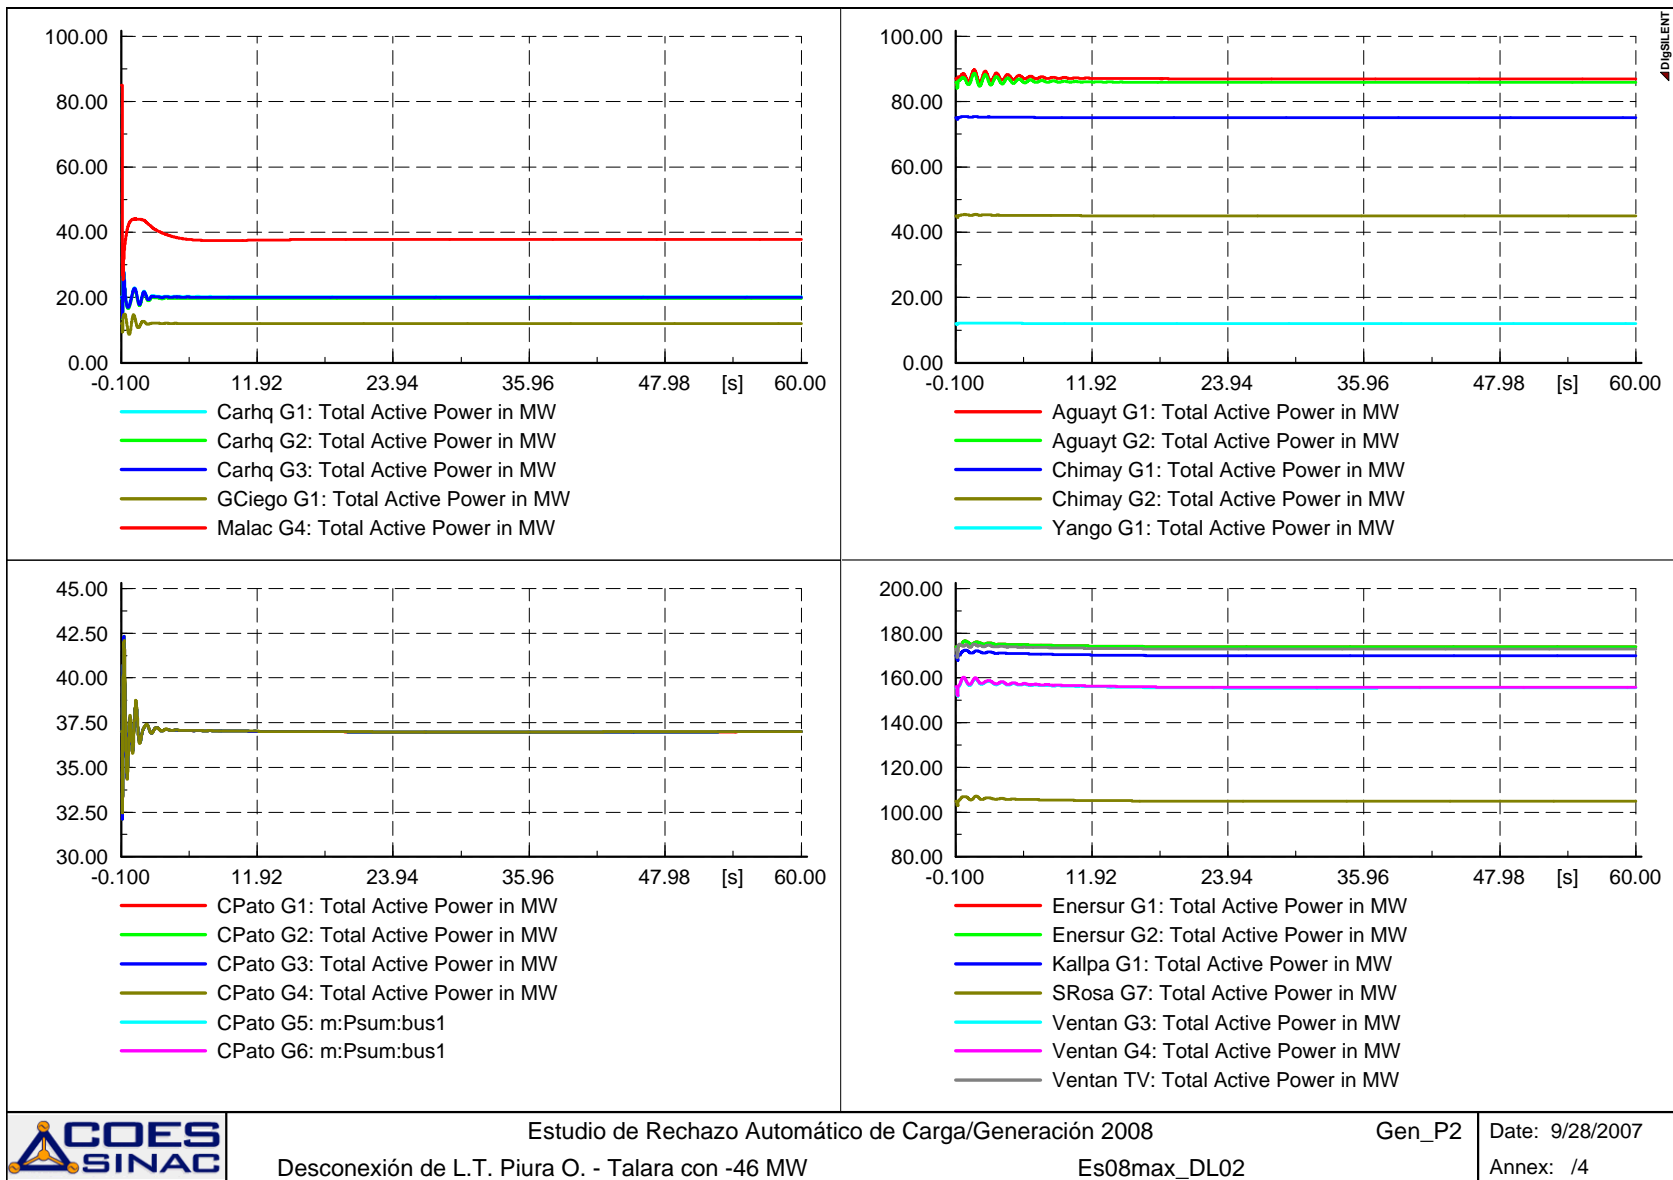 DIgSILENT
100.00
80.00
60.00
40.00
20.00
0.00
-0.100 11.92 23.94 35.96 47.98 [s] 60.00
Carhq G1: Total Active Power in MW
Carhq G2: Total Active Power in MW
Carhq G3: Total Active Power in MW
GCiego G1: Total Active Power in MW
Malac G4: Total Active Power in MW
100.00
80.00
60.00
40.00
20.00
0.00
-0.100 11.92 23.94 35.96 47.98 [s] 60.00
Aguayt G1: Total Active Power in MW
Aguayt G2: Total Active Power in MW
Chimay G1: Total Active Power in MW
Chimay G2: Total Active Power in MW
Yango G1: Total Active Power in MW
45.00
42.50
40.00
37.50
35.00
32.50
30.00
-0.100 11.92 23.94 35.96 47.98 [s] 60.00
CPato G1: Total Active Power in MW
CPato G2: Total Active Power in MW
CPato G3: Total Active Power in MW
CPato G4: Total Active Power in MW
CPato G5: m:Psum:bus1
CPato G6: m:Psum:bus1
200.00
180.00
160.00
140.00
120.00
100.00
80.00
-0.100 11.92 23.94 35.96 47.98 [s] 60.00
Enersur G1: Total Active Power in MW
Enersur G2: Total Active Power in MW
Kallpa G1: Total Active Power in MW
SRosa G7: Total Active Power in MW
Ventan G3: Total Active Power in MW
Ventan G4: Total Active Power in MW
Ventan TV: Total Active Power in MW
COES
SINAC
Estudio de Rechazo Automático de Carga/Generación 2008 Gen_P2
Desconexión de L.T. Piura O. - Talara con -46 MW Es08max_DL02
Date: 9/28/2007
Annex: /4